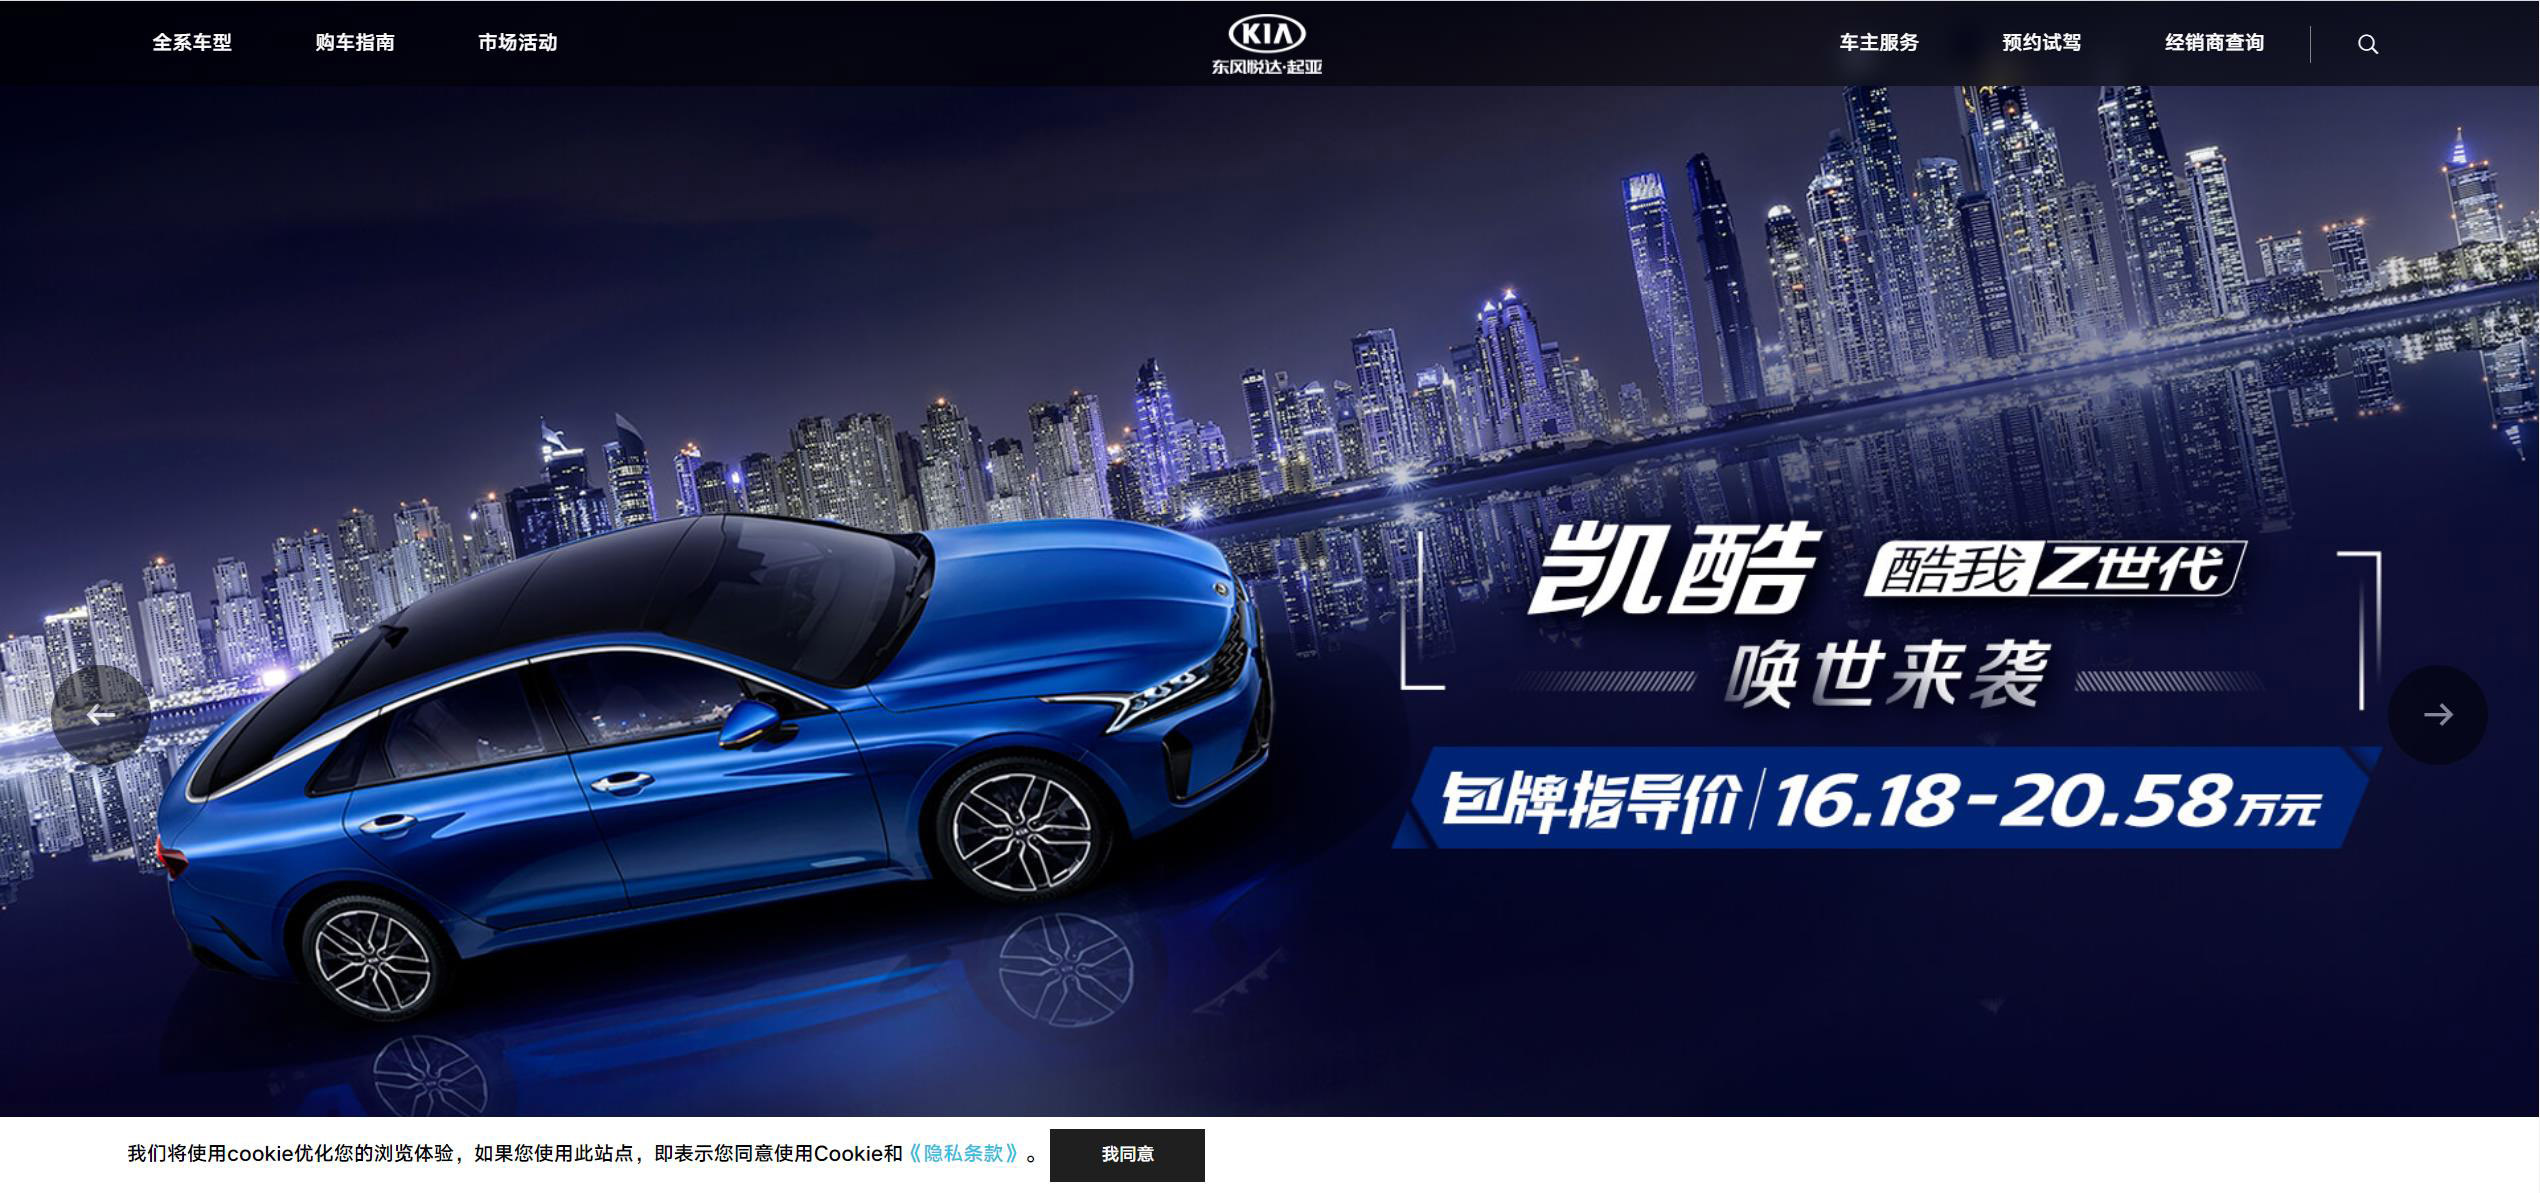 全系车型
购车指南
市场活动
KIA
东风悦达·起亚
车主服务
预约试驾
经销商查询
凯酷 酷我Z世代
唤世来袭
包牌指导价 16.18-20.58万元
我们将使用cookie优化您的浏览体验，如果您使用此站点，即表示您同意使用Cookie和《隐私条款》。
我同意